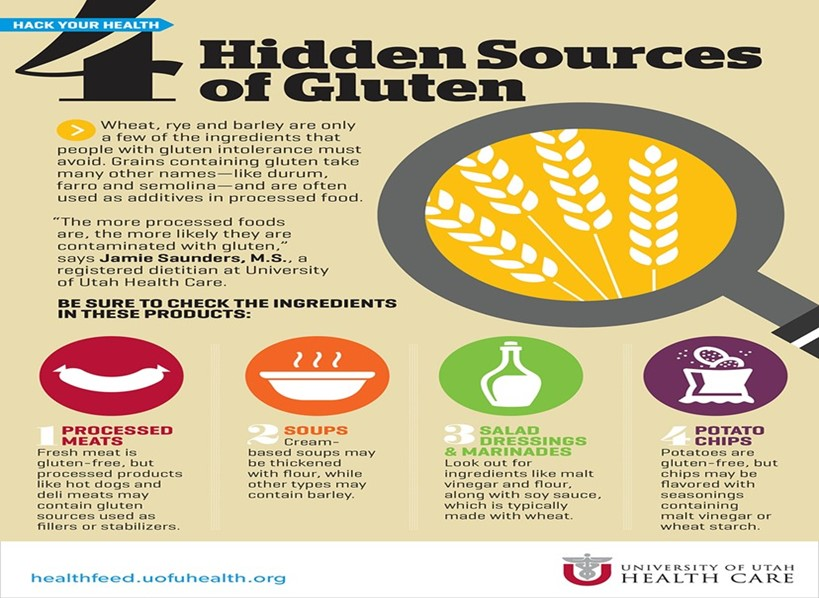 HACK YOUR HEALTH
4 Hidden Sources
of Gluten
> Wheat, rye and barley are only
a few of the ingredients that
people with gluten intolerance must
avoid. Grains containing gluten take
many other names—like durum,
farro and semolina—and are often
used as additives in processed food.
“The more processed foods
are, the more likely they are
contaminated with gluten,”
says Jamie Saunders, M.S., a
registered dietitian at University
of Utah Health Care.
BE SURE TO CHECK THE INGREDIENTS
IN THESE PRODUCTS:
1 PROCESSED
MEATS
Fresh meat is
gluten-free, but
processed products
like hot dogs and
deli meats may
contain gluten
sources used as
fillers or stabilizers.
2 SOUPS
Cream-
based soups may
be thickened
with flour, while
other types may
contain barley.
3 SALAD
DRESSINGS
& MARINADES
Look out for
ingredients like malt
vinegar and flour,
along with soy sauce,
which is typically
made with wheat.
4 POTATO
CHIPS
Potatoes are
gluten-free, but
chips may be
flavored with
seasonings
containing
malt vinegar or
wheat starch.
healthfeed.uofuhealth.org
UNIVERSITY OF UTAH
HEALTH CARE